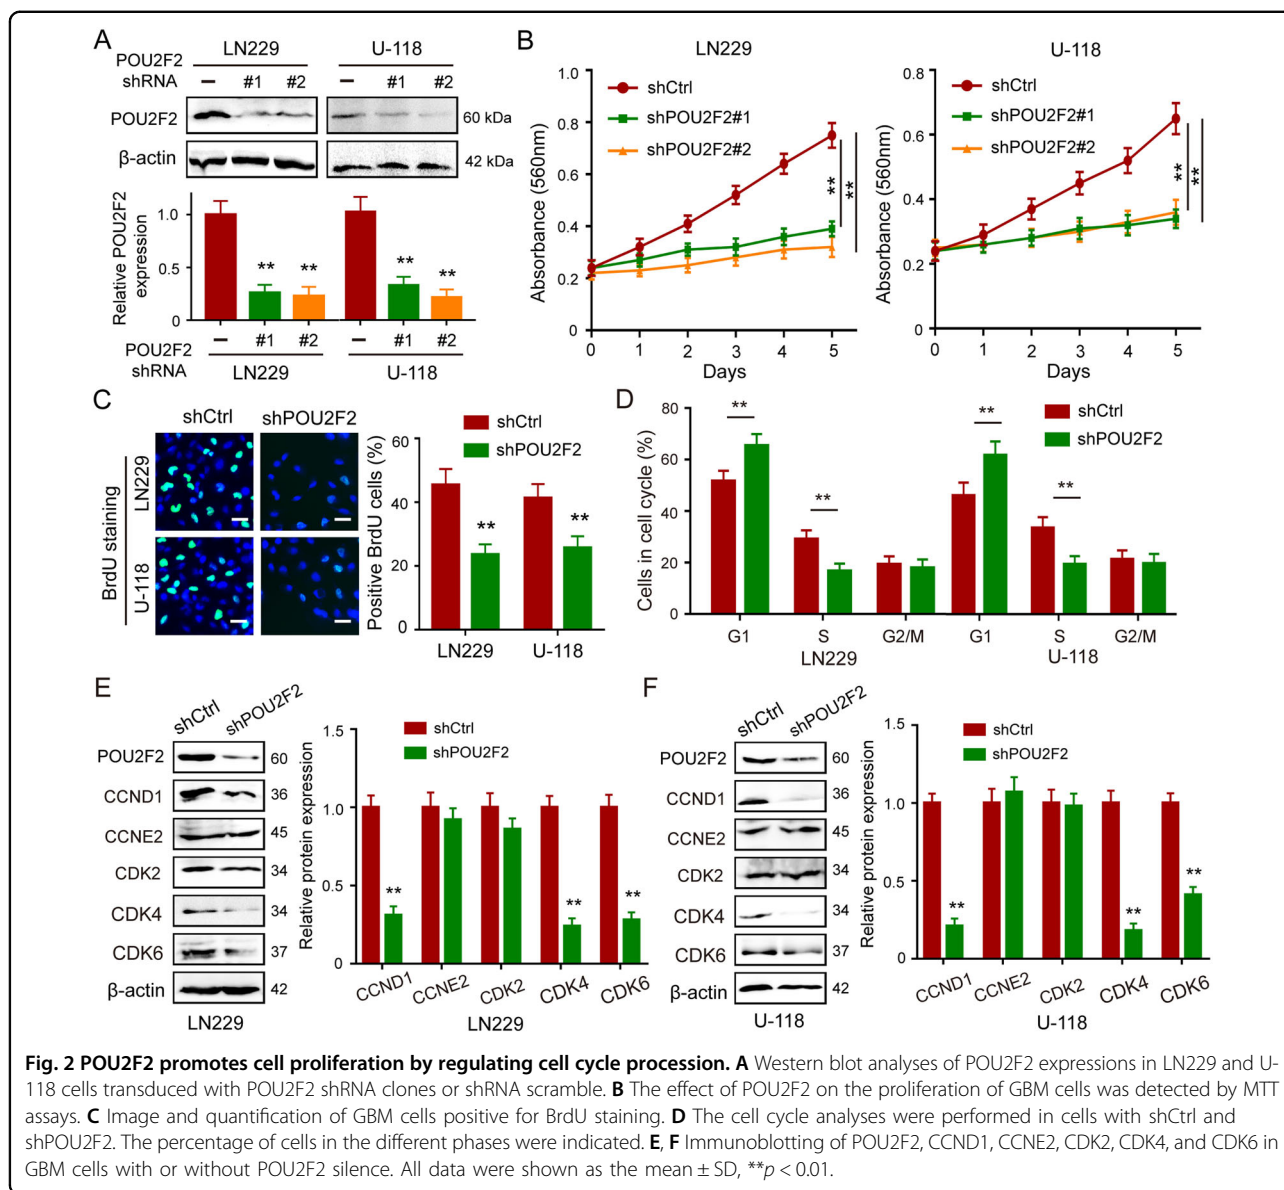 A
LN229
U-118
POU2F2
shRNA
– #1 #2 – #1 #2
POU2F2
60 kDa
β-actin
42 kDa
Relative POU2F2
expression
1.0
0.5
0
** ** ** **
– #1 #2 – #1 #2
POU2F2
shRNA
LN229
U-118
B
LN229
shCtrl
shPOU2F2#1
shPOU2F2#2
Absorbance (560nm)
1.0
0.8
0.6
0.4
0.2
0
** **
0 1 2 3 4 5
Days
U-118
shCtrl
shPOU2F2#1
shPOU2F2#2
Absorbance (560nm)
0.8
0.6
0.4
0.2
0
** **
0 1 2 3 4 5
Days
C
shCtrl
shPOU2F2
BrdU staining
LN229
U-118
shCtrl
shPOU2F2
Positive BrdU cells (%)
60
40
20
0
** **
LN229 U-118
D
shCtrl
shPOU2F2
Cells in cell cycle (%)
80
60
40
20
0
** ** ** **
G1 S G2/M G1 S G2/M
LN229 U-118
E
shCtrl
shPOU2F2
POU2F2 60
CCND1 36
CCNE2 45
CDK2 34
CDK4 34
CDK6 37
β-actin 42
LN229
shCtrl
shPOU2F2
Relative protein expression
1.5
1.0
0.5
0
** ** **
CCND1 CCNE2 CDK2 CDK4 CDK6
LN229
F
shCtrl
shPOU2F2
POU2F2 60
CCND1 36
CCNE2 45
CDK2 34
CDK4 34
CDK6 37
β-actin 42
U-118
shCtrl
shPOU2F2
Relative protein expression
1.5
1.0
0.5
0
** ** **
CCND1 CCNE2 CDK2 CDK4 CDK6
U-118
Fig. 2 POU2F2 promotes cell proliferation by regulating cell cycle procession. A Western blot analyses of POU2F2 expressions in LN229 and U-
118 cells transduced with POU2F2 shRNA clones or shRNA scramble. B The effect of POU2F2 on the proliferation of GBM cells was detected by MTT
assays. C Image and quantification of GBM cells positive for BrdU staining. D The cell cycle analyses were performed in cells with shCtrl and
shPOU2F2. The percentage of cells in the different phases were indicated. E, F Immunoblotting of POU2F2, CCND1, CCNE2, CDK2, CDK4, and CDK6 in
GBM cells with or without POU2F2 silence. All data were shown as the mean ± SD, **p < 0.01.